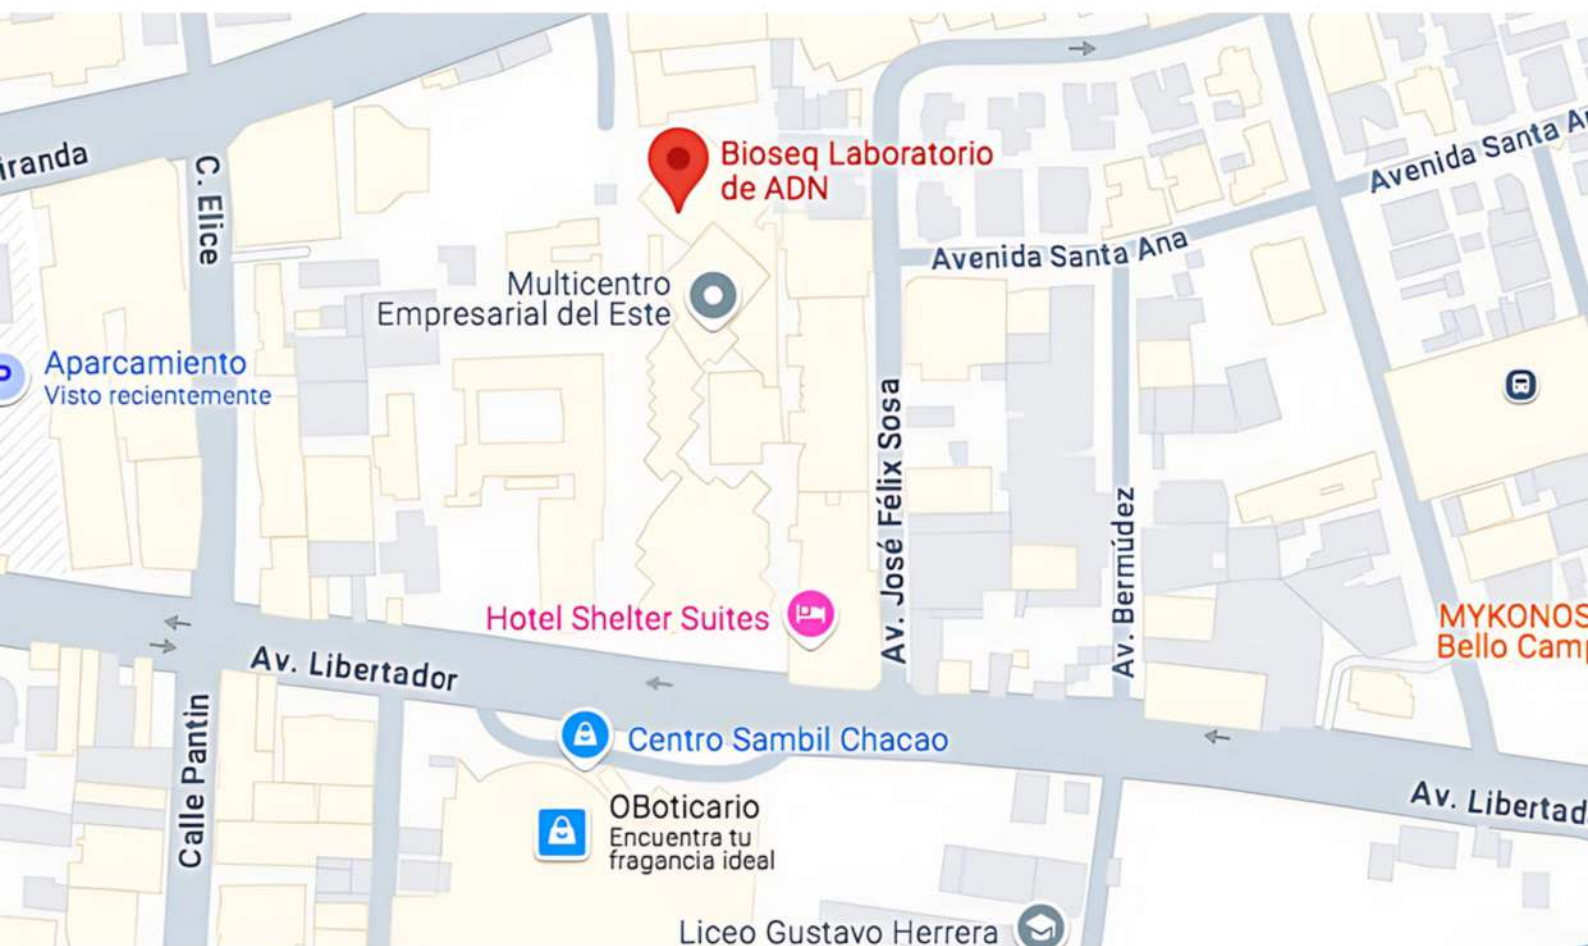 iranda
C. Elice
Bioseq Laboratorio
de ADN
Avenida Santa A
Avenida Santa Ana
Multicentro
Empresarial del Este
P
Aparcamiento
Visto recientemente
Av. José Félix Sosa
Av. Bermúdez
Hotel Shelter Suites
MYKONOS
Bello Camp
Av. Libertador
Calle Pantin
Centro Sambil Chacao
OBoticario
Encuentra tu
fragancia ideal
Av. Libertad
Liceo Gustavo Herrera